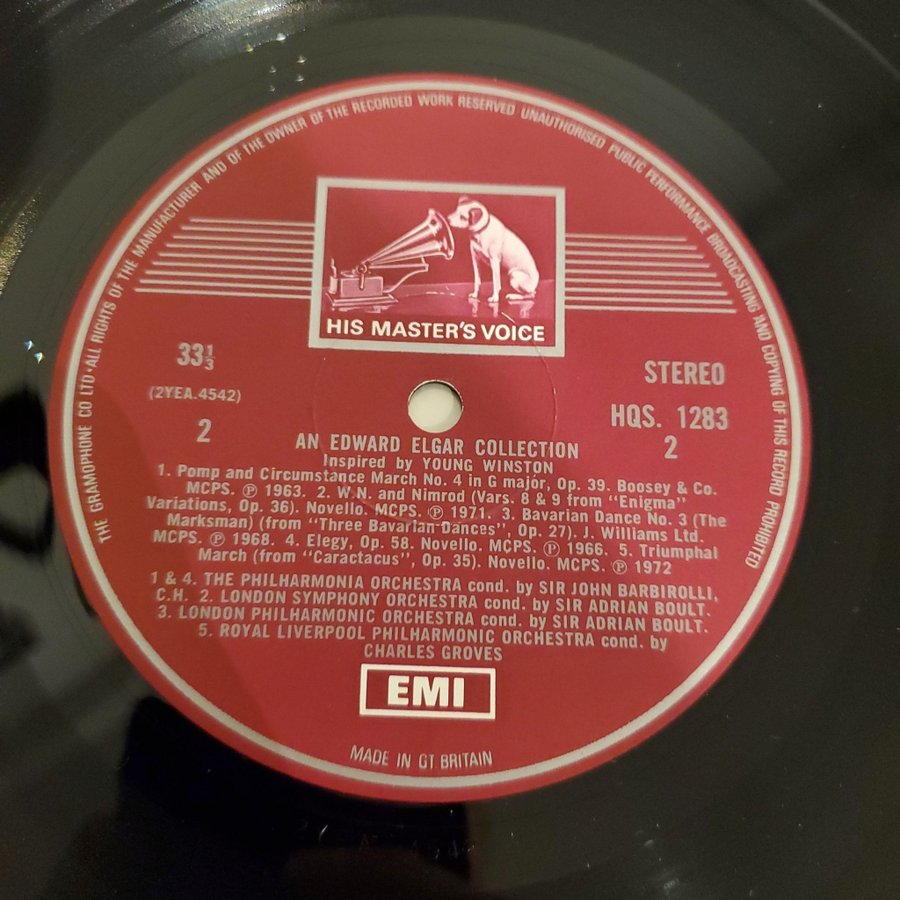 THE GRAMOPHONE CO LTD·ALL RIGHTS OF THE MANUFACTURER AND OF THE OWNER OF THE RECORDED WORK RESERVED UNAUTHORISED PUBLIC PERFORMANCE BROADCASTING AND COPYING OF THIS RECORD PROHIBITED
HIS MASTER'S VOICE
33⅓
STEREO
(2YEA.4542)
HQS. 1283
2
2
AN EDWARD ELGAR COLLECTION
Inspired by YOUNG WINSTON
1. Pomp and Circumstance March No. 4 in G major, Op. 39. Boosey & Co.
MCPS. ℗ 1963. 2. W.N. and Nimrod (Vars. 8 & 9 from "Enigma"
Variations, Op. 36). Novello. MCPS. ℗ 1971. 3. Bavarian Dance No. 3 (The
Marksman) (from "Three Bavarian Dances", Op. 27). J. Williams Ltd.
MCPS. ℗ 1968. 4. Elegy, Op. 58. Novello. MCPS. ℗ 1966. 5. Triumphal
March (from "Caractacus", Op. 35). Novello. MCPS. ℗ 1972
1 & 4. THE PHILHARMONIA ORCHESTRA cond. by SIR JOHN BARBIROLLI,
C.H. 2. LONDON SYMPHONY ORCHESTRA cond. by SIR ADRIAN BOULT.
3. LONDON PHILHARMONIC ORCHESTRA cond. by SIR ADRIAN BOULT.
5. ROYAL LIVERPOOL PHILHARMONIC ORCHESTRA cond. by
CHARLES GROVES
EMI
MADE IN GT BRITAIN